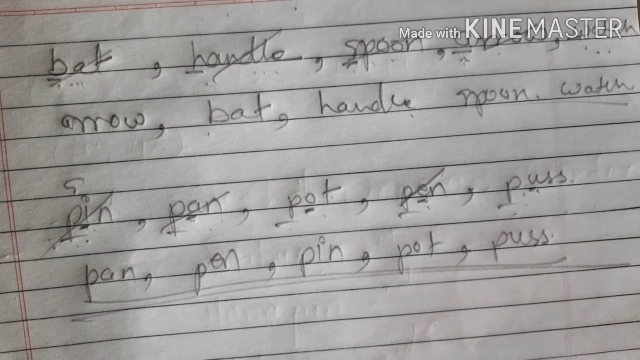 Made with KINEMASTER
bat, handle, spoon,
arrow, bat, handle spoon. watch
5
pin, pan, pot, pen, puss.
pan, pen, pin, pot, puss.